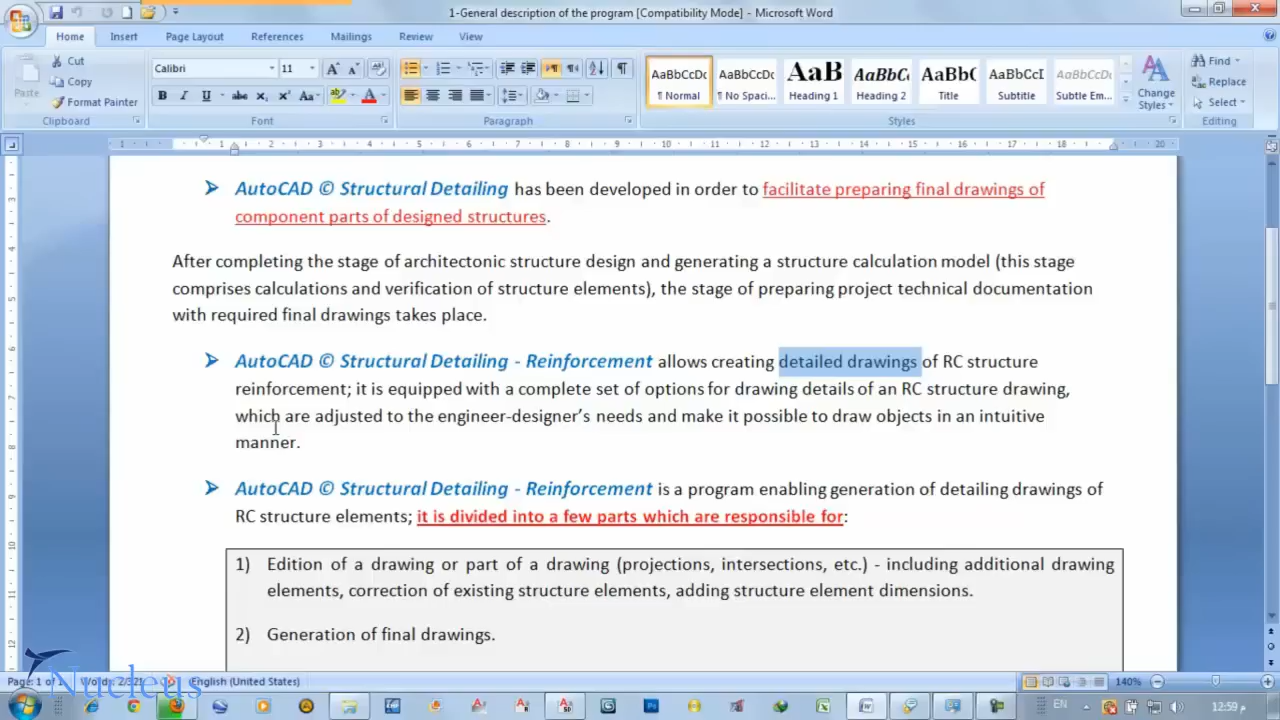 1-General description of the program [Compatibility Mode] - Microsoft Word
Home Insert Page Layout References Mailings Review View
Paste
Cut
Copy
Format Painter
Clipboard
Calibri 11
Font
Paragraph
AaBbCcDc AaBbCcDc AaB AaBbCc AaBb( AaBbCcI AaBbCcDc
¶ Normal ¶ No Spaci... Heading 1 Heading 2 Title Subtitle Subtle Em...
Change
Styles
Styles
Find
Replace
Select
Editing
AutoCAD © Structural Detailing has been developed in order to facilitate preparing final drawings of
component parts of designed structures.
After completing the stage of architectonic structure design and generating a structure calculation model (this stage
comprises calculations and verification of structure elements), the stage of preparing project technical documentation
with required final drawings takes place.
AutoCAD © Structural Detailing - Reinforcement allows creating detailed drawings of RC structure
reinforcement; it is equipped with a complete set of options for drawing details of an RC structure drawing,
which are adjusted to the engineer-designer’s needs and make it possible to draw objects in an intuitive
manner.
AutoCAD © Structural Detailing - Reinforcement is a program enabling generation of detailing drawings of
RC structure elements; it is divided into a few parts which are responsible for:
1) Edition of a drawing or part of a drawing (projections, intersections, etc.) - including additional drawing
elements, correction of existing structure elements, adding structure element dimensions.
2) Generation of final drawings.
Nucleus
Page: 1 of 1 Words: 2/321 English (United States) 140%
EN 12:59 م